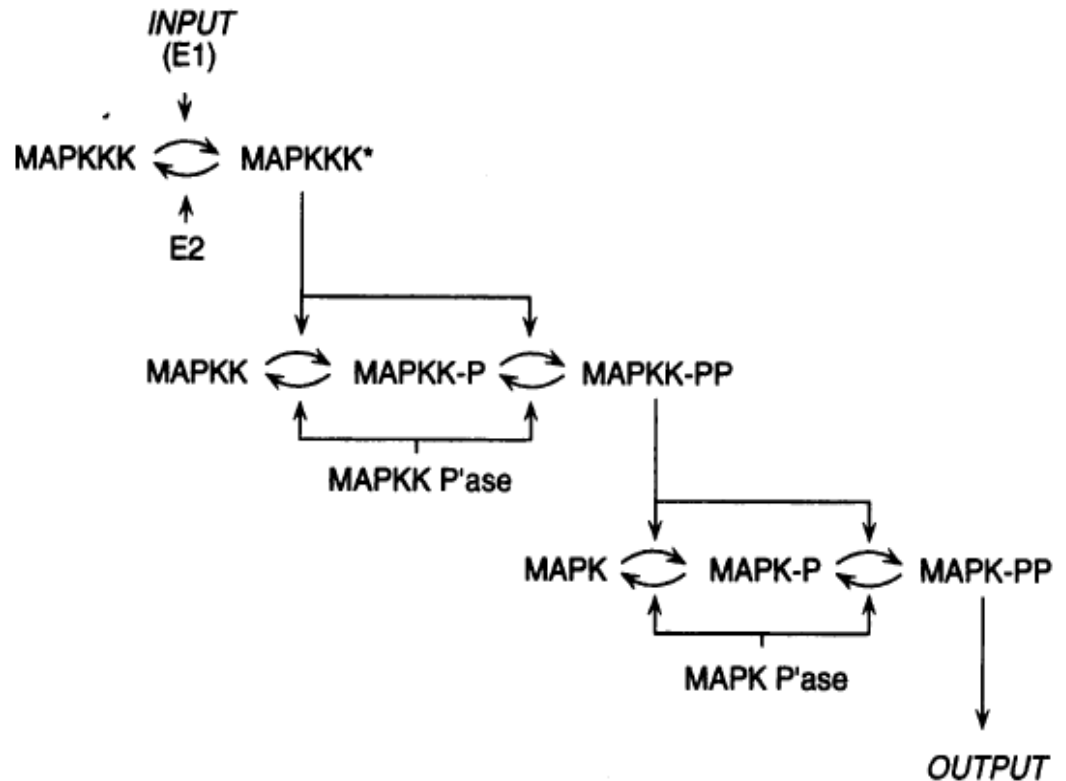 INPUT
(E1)
MAPKKK MAPKKK*
E2
MAPKK MAPKK-P MAPKK-PP
MAPKK P'ase
MAPK MAPK-P MAPK-PP
MAPK P'ase
OUTPUT